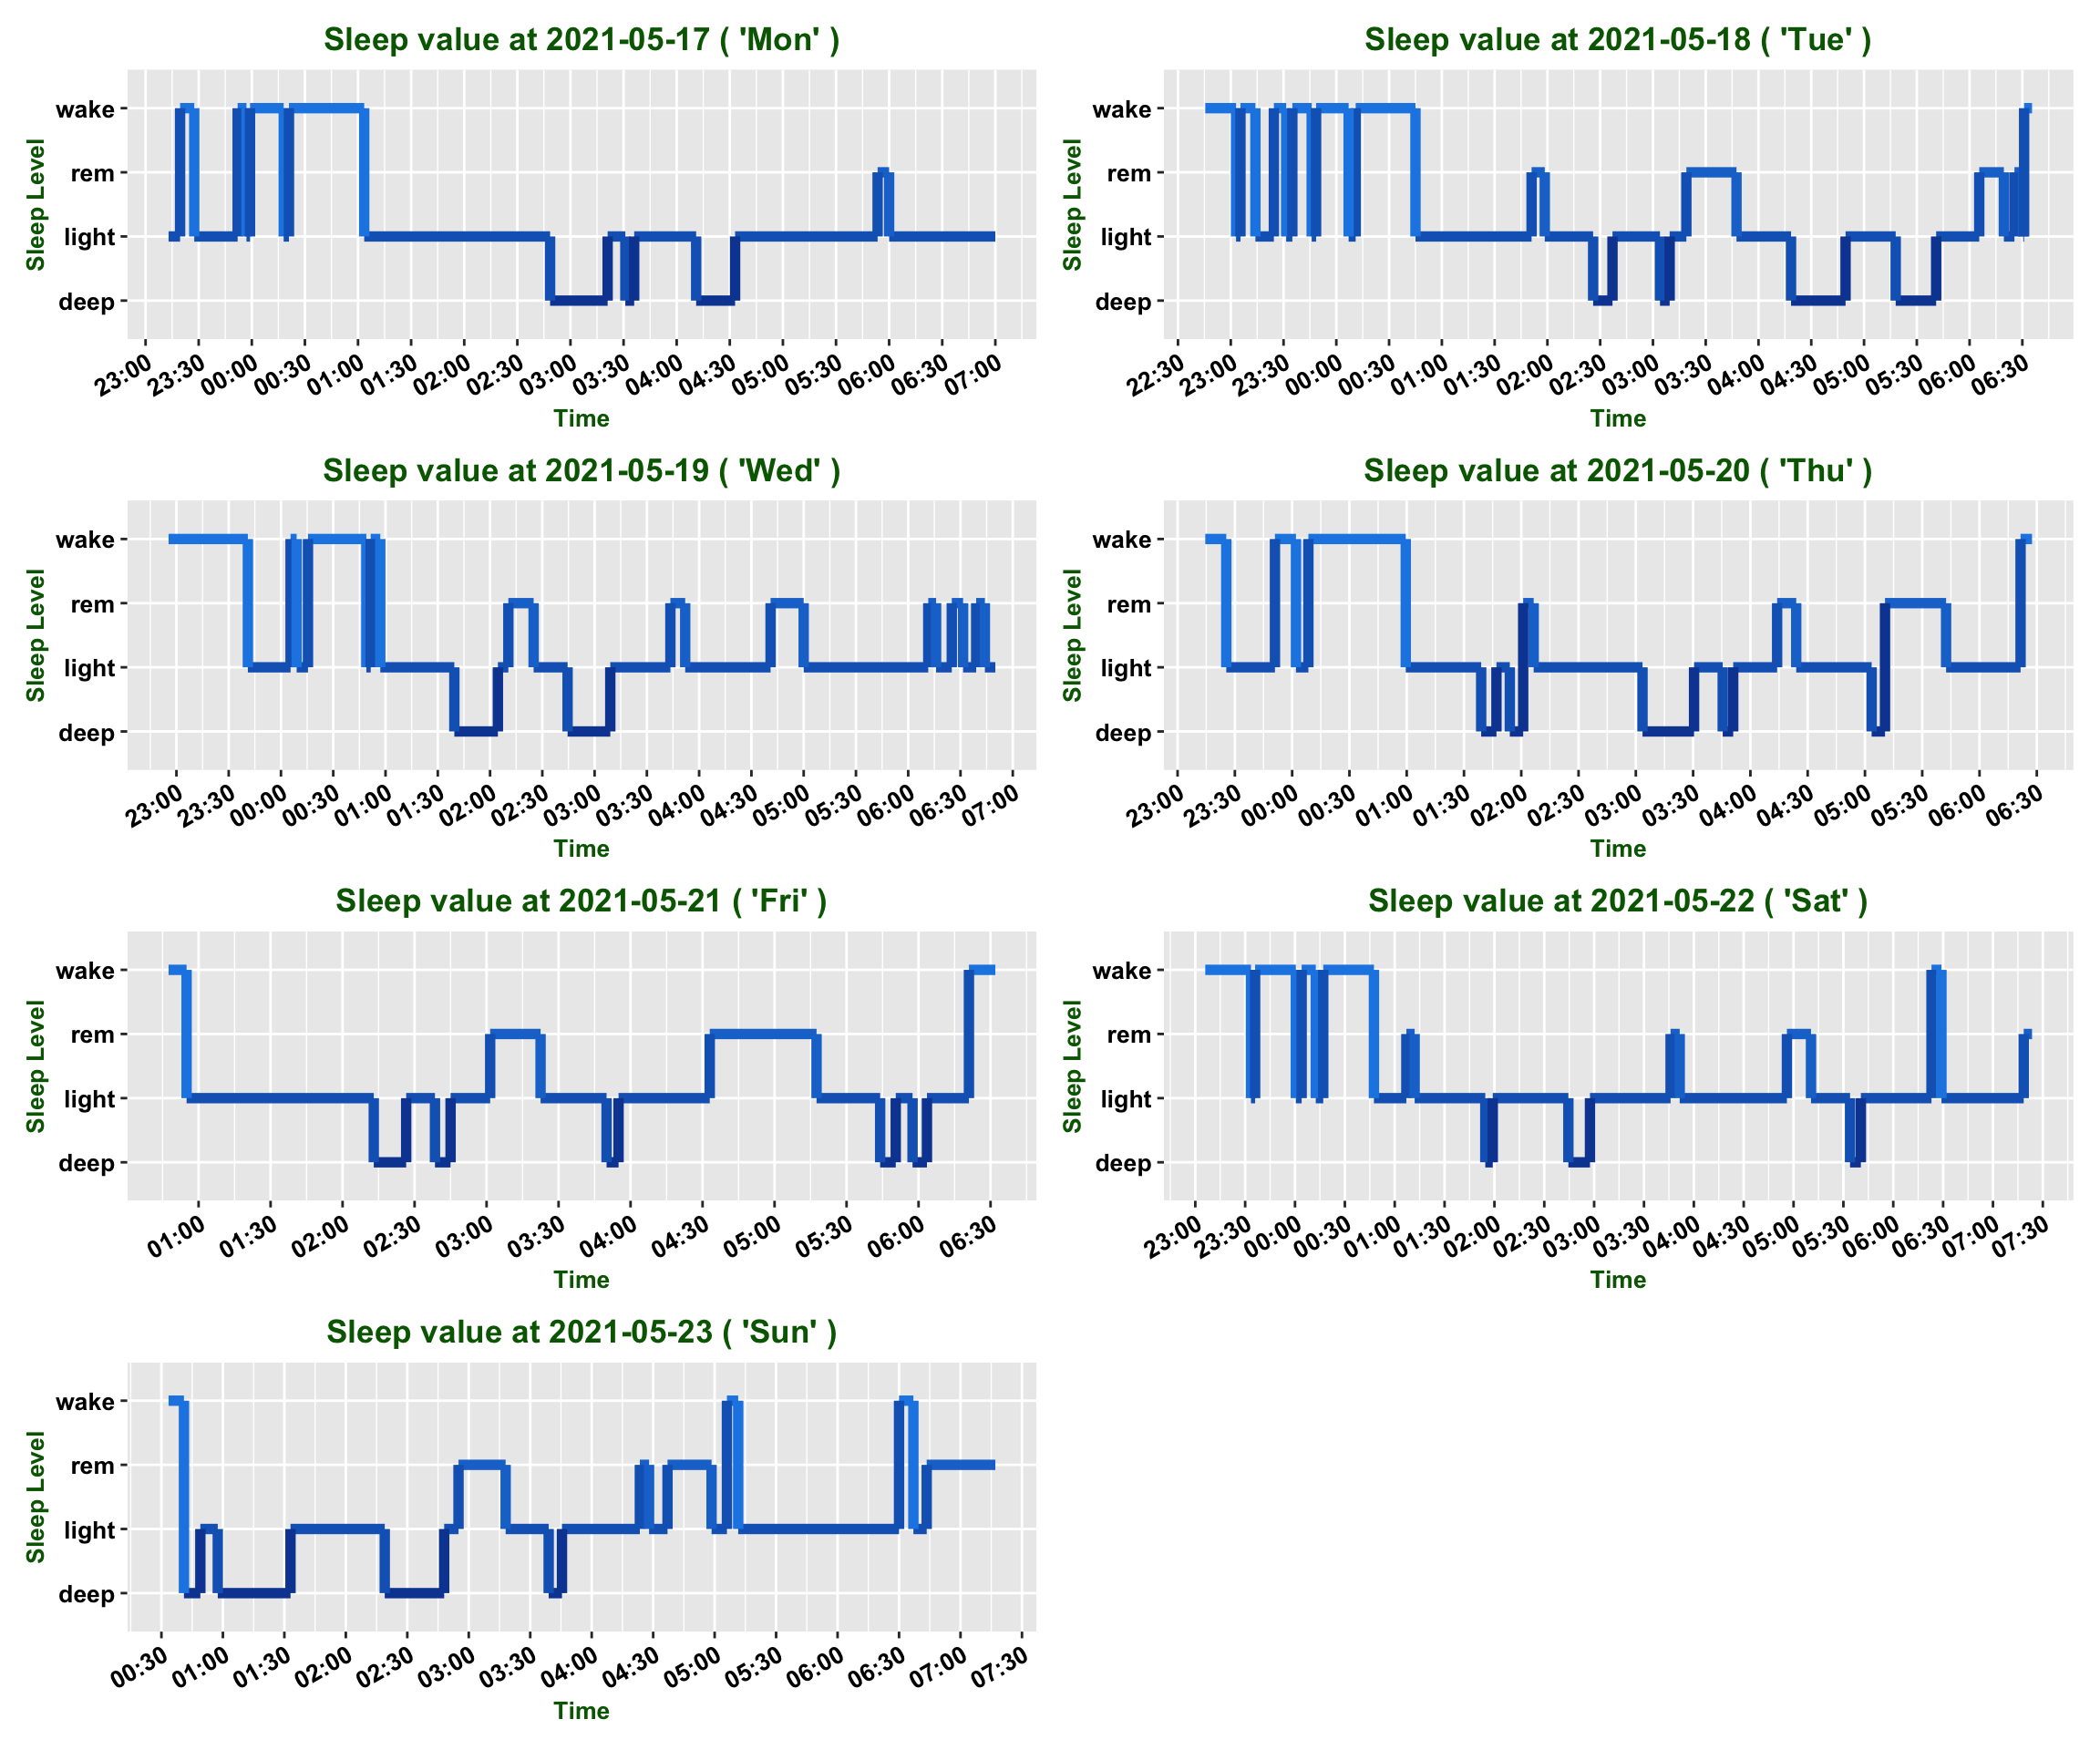 Sleep value at 2021-05-17 ( 'Mon' )
Sleep Level
wake
rem
light
deep
23:00 23:30 00:00 00:30 01:00 01:30 02:00 02:30 03:00 03:30 04:00 04:30 05:00 05:30 06:00 06:30 07:00
Time
Sleep value at 2021-05-18 ( 'Tue' )
Sleep Level
wake
rem
light
deep
22:30 23:00 23:30 00:00 00:30 01:00 01:30 02:00 02:30 03:00 03:30 04:00 04:30 05:00 05:30 06:00 06:30
Time
Sleep value at 2021-05-19 ( 'Wed' )
Sleep Level
wake
rem
light
deep
23:00 23:30 00:00 00:30 01:00 01:30 02:00 02:30 03:00 03:30 04:00 04:30 05:00 05:30 06:00 06:30 07:00
Time
Sleep value at 2021-05-20 ( 'Thu' )
Sleep Level
wake
rem
light
deep
23:00 23:30 00:00 00:30 01:00 01:30 02:00 02:30 03:00 03:30 04:00 04:30 05:00 05:30 06:00 06:30
Time
Sleep value at 2021-05-21 ( 'Fri' )
Sleep Level
wake
rem
light
deep
01:00 01:30 02:00 02:30 03:00 03:30 04:00 04:30 05:00 05:30 06:00 06:30
Time
Sleep value at 2021-05-22 ( 'Sat' )
Sleep Level
wake
rem
light
deep
23:00 23:30 00:00 00:30 01:00 01:30 02:00 02:30 03:00 03:30 04:00 04:30 05:00 05:30 06:00 06:30 07:00 07:30
Time
Sleep value at 2021-05-23 ( 'Sun' )
Sleep Level
wake
rem
light
deep
00:30 01:00 01:30 02:00 02:30 03:00 03:30 04:00 04:30 05:00 05:30 06:00 06:30 07:00 07:30
Time